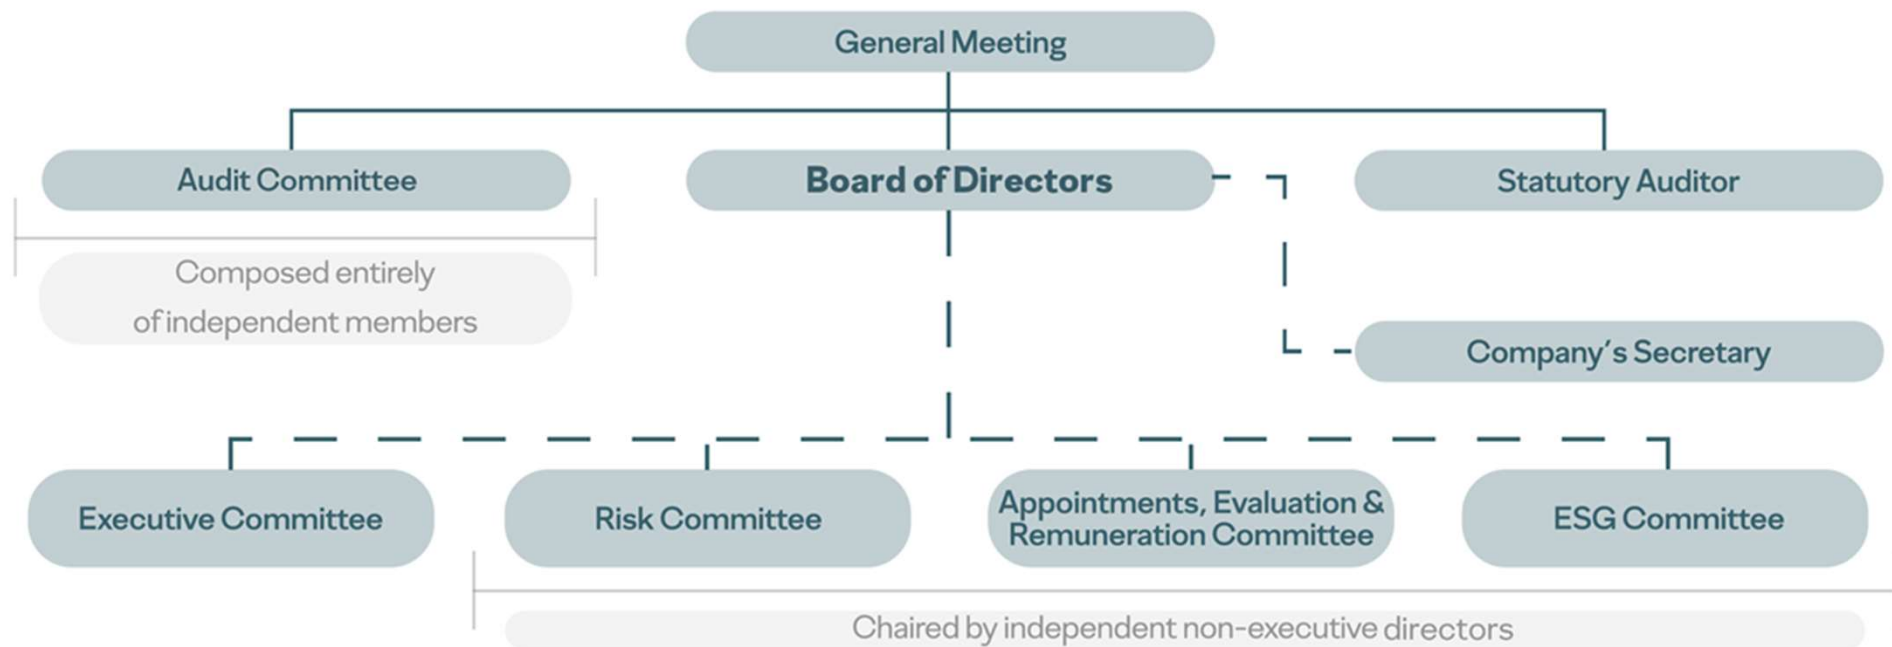 General Meeting
Audit Committee
Board of Directors
Statutory Auditor
Composed entirely
of independent members
Company´s Secretary
Executive Committee
Risk Committee
Appointments, Evaluation &
Remuneration Committee
ESG Committee
Chaired by independent non-executive directors